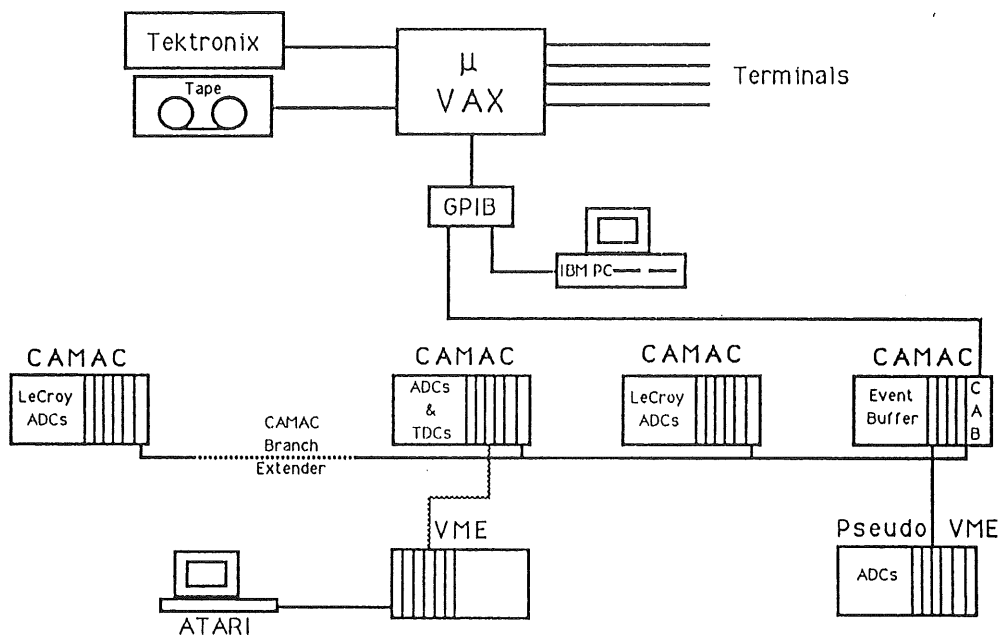 Tektronix
Tape
µ
VAX
Terminals
GPIB
IBM PC
CAMAC
LeCroy
ADCs
CAMAC
Branch
Extender
CAMAC
ADCs
&
TDCs
CAMAC
LeCroy
ADCs
CAMAC
Event
Buffer
C
A
B
VME
ATARI
Pseudo VME
ADCs